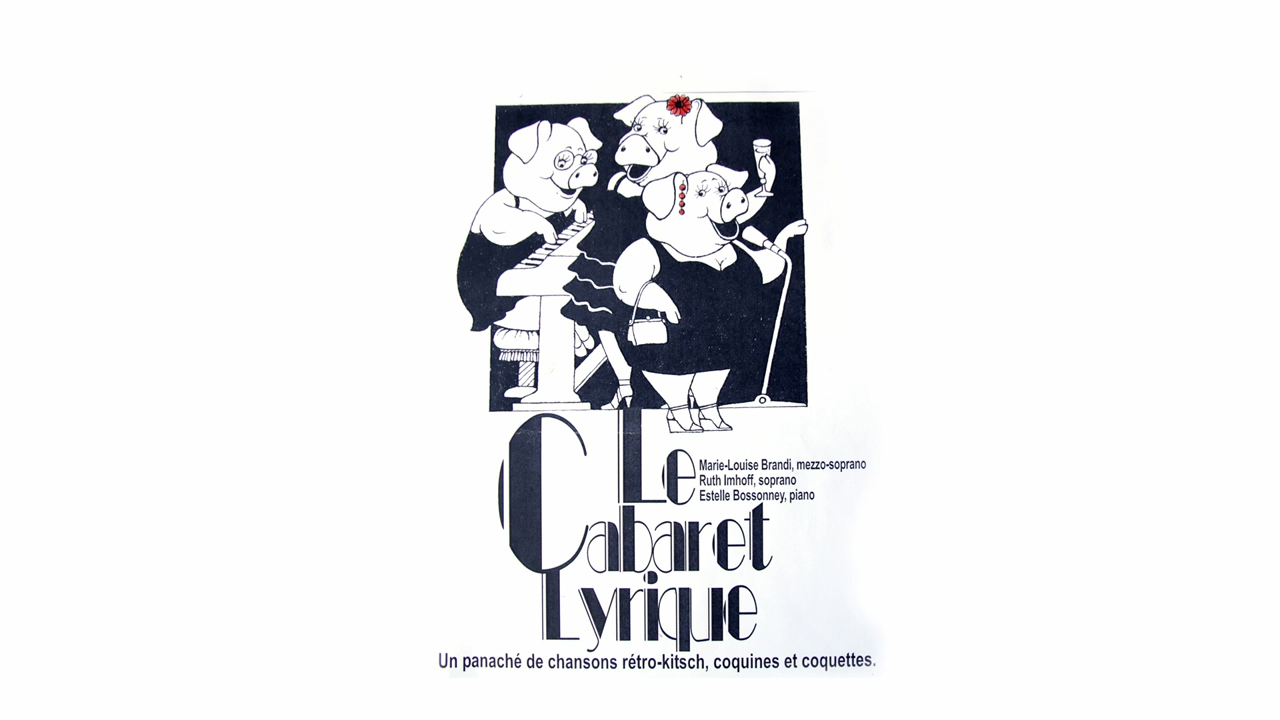 Le
Cabaret
Lyrique
Marie-Louise Brandi, mezzo-soprano
Ruth Imhoff, soprano
Estelle Bossonney, piano
Un panaché de chansons rétro-kitsch, coquines et coquettes.